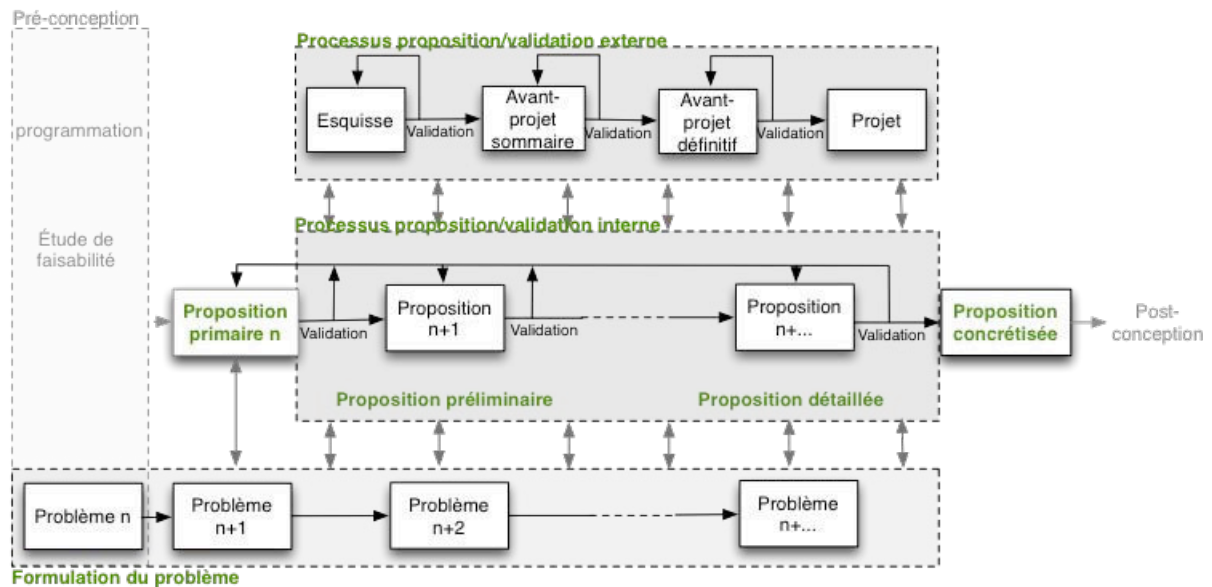 Pré-conception
Processus proposition/validation externe
Esquisse
Validation
Avant-
projet
sommaire
Validation
Avant-
projet
définitif
Validation
Projet
programmation
Étude de
faisabilité
Processus proposition/validation interne
Proposition
primaire n
Validation
Proposition
n+1
Validation
Proposition
n+...
Validation
Proposition
concrétisée
Post-
conception
Proposition préliminaire
Proposition détaillée
Problème n
Problème
n+1
Problème
n+2
Problème
n+...
Formulation du problème